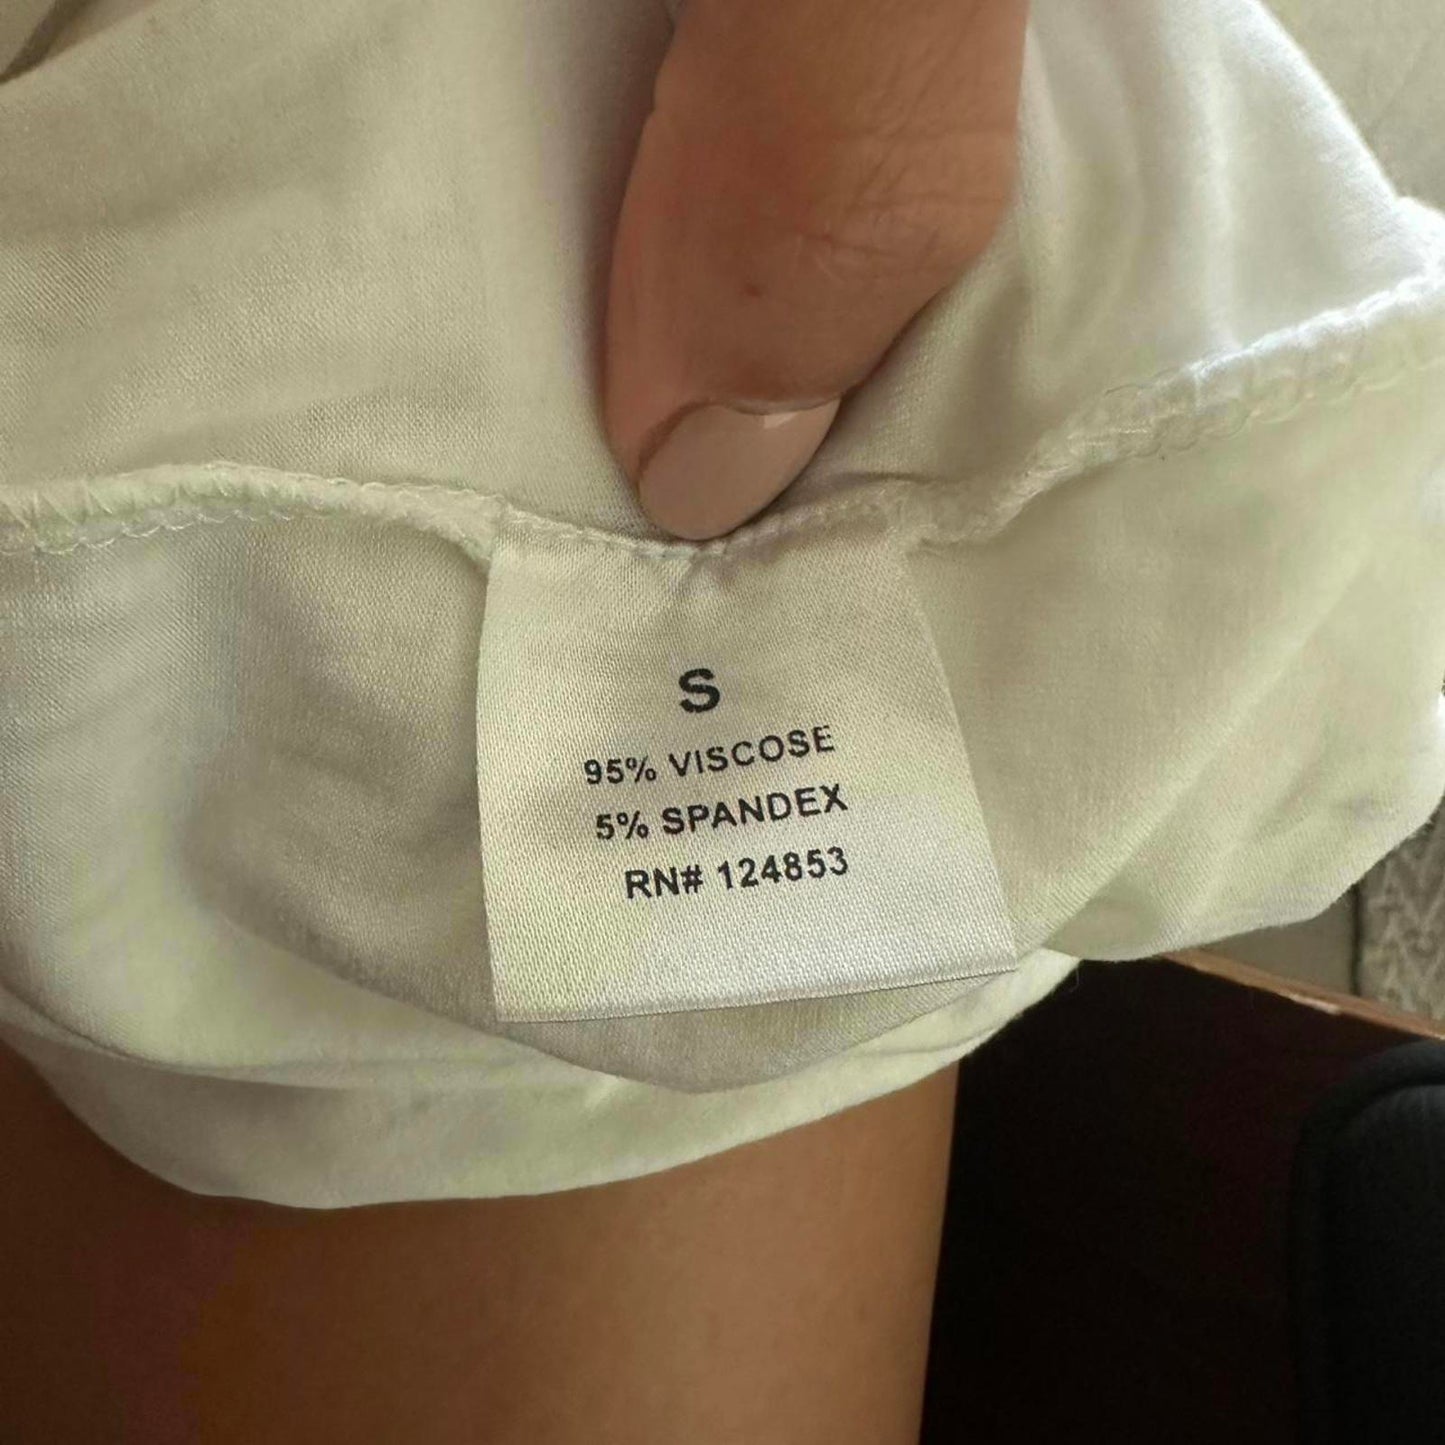 S
95% VISCOSE
5% SPANDEX
RN# 124853